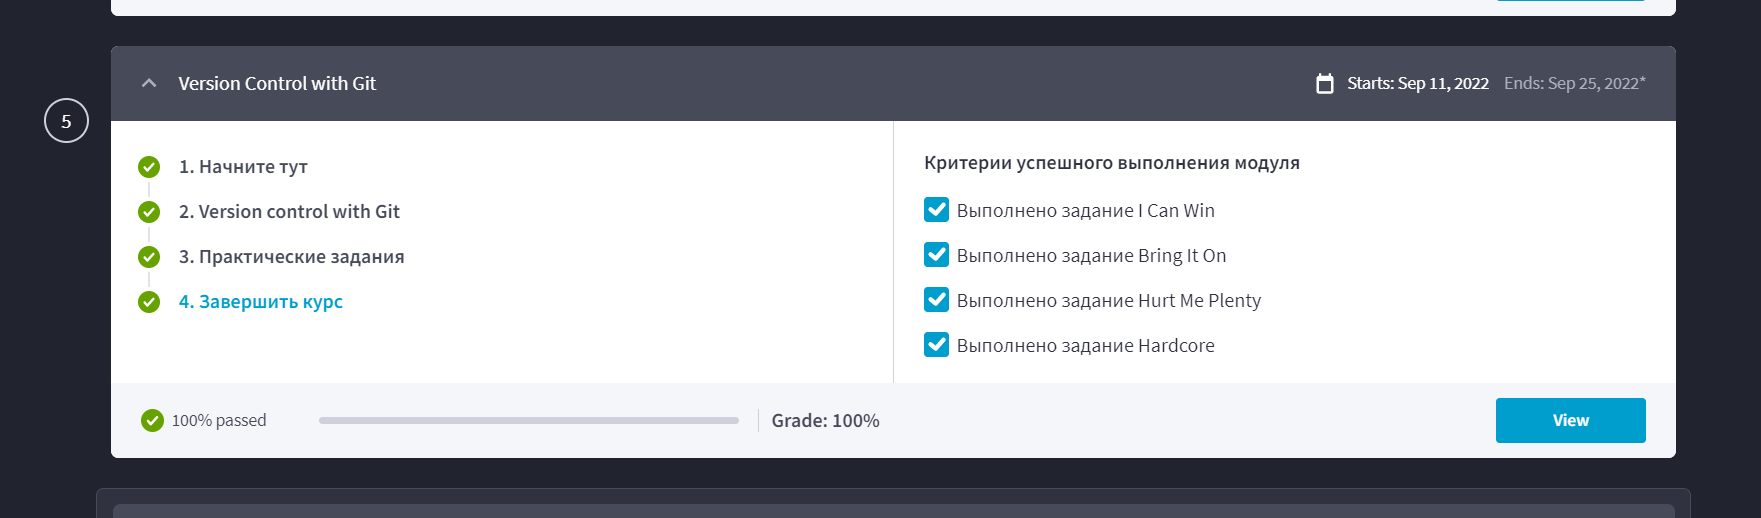 Version Control with Git
Starts: Sep 11, 2022 Ends: Sep 25, 2022*
5
1. Начните тут
2. Version control with Git
3. Практические задания
4. Завершить курс
Критерии успешного выполнения модуля
Выполнено задание I Can Win
Выполнено задание Bring It On
Выполнено задание Hurt Me Plenty
Выполнено задание Hardcore
100% passed
Grade: 100%
View